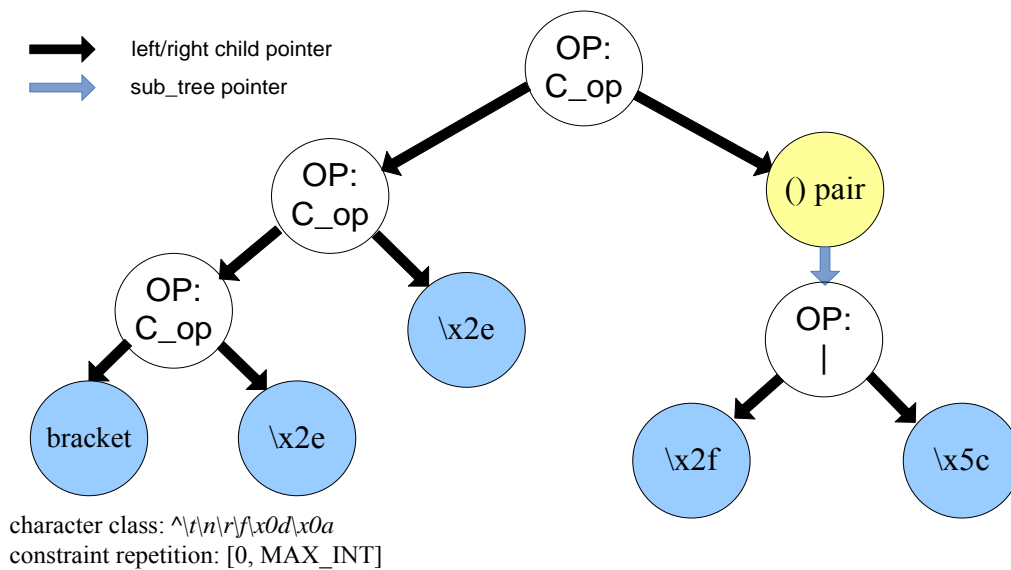 left/right child pointer
sub_tree pointer
OP:
C_op
OP:
C_op
() pair
OP:
C_op
\x2e
OP:
|
bracket
\x2e
\x2f
\x5c
character class: ^\t\n\r\f\x0d\x0a
constraint repetition: [0, MAX_INT]